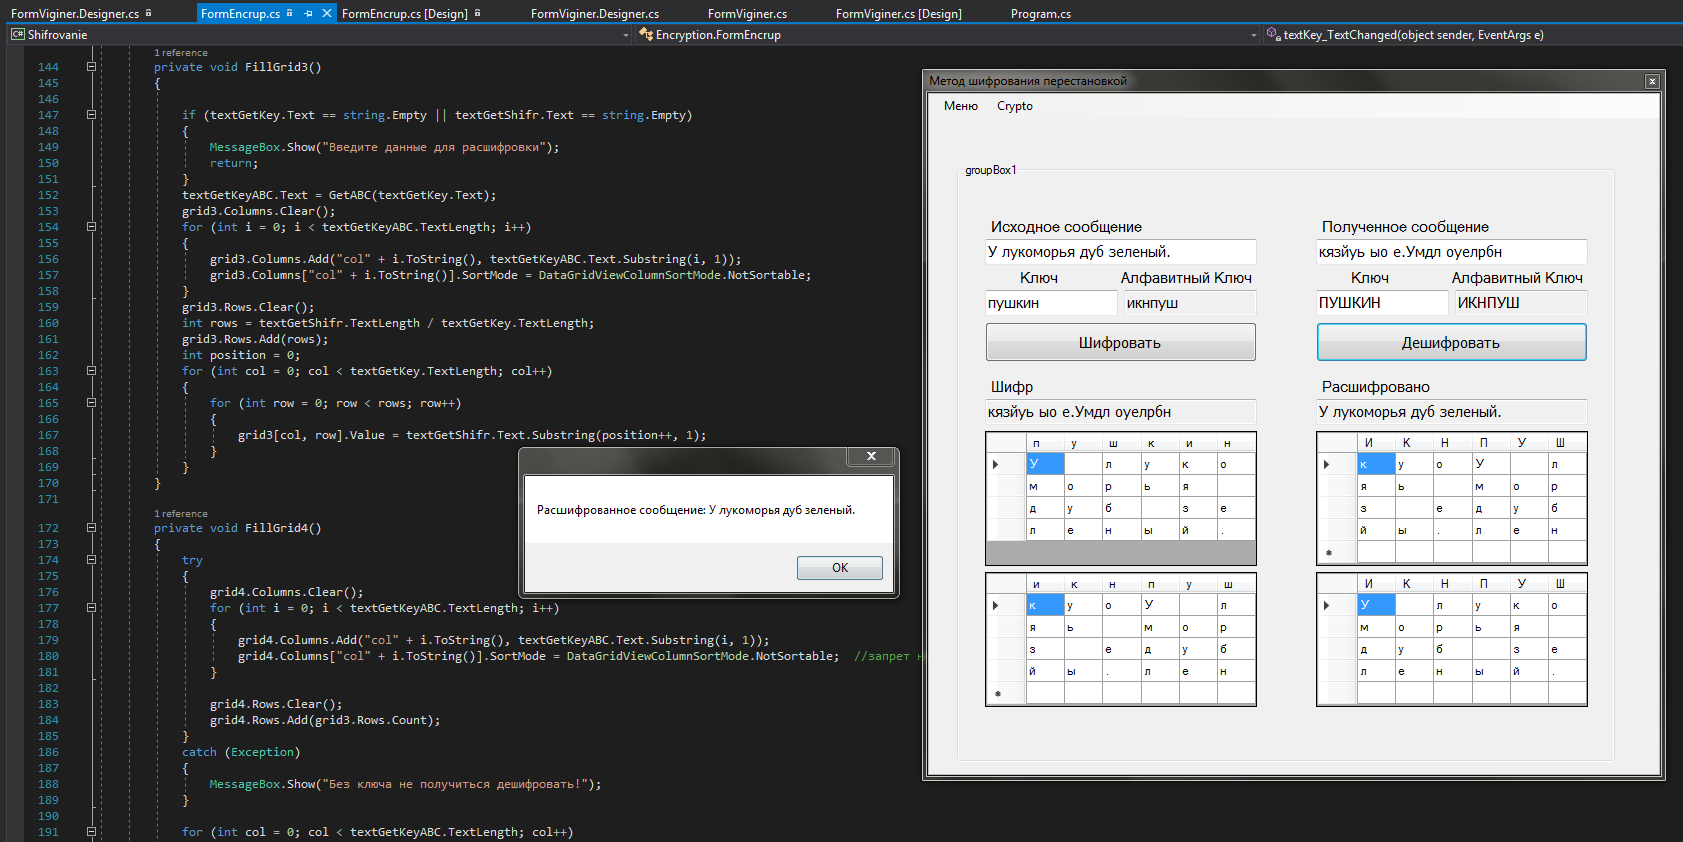 FormViginer.Designer.cs FormEncrup.cs FormEncrup.cs [Design] FormViginer.Designer.cs FormViginer.cs FormViginer.cs [Design] Program.cs
C# Shifrovanie Encryption.FormEncrup textKey_TextChanged(object sender, EventArgs e)
1 reference
144 private void FillGrid3()
145 {
146
147 if (textGetKey.Text == string.Empty || textGetShifr.Text == string.Empty)
148 {
149 MessageBox.Show("Введите данные для расшифровки");
150 return;
151 }
152 textGetKeyABC.Text = GetABC(textGetKey.Text);
153 grid3.Columns.Clear();
154 for (int i = 0; i < textGetKeyABC.TextLength; i++)
155 {
156 grid3.Columns.Add("col" + i.ToString(), textGetKeyABC.Text.Substring(i, 1));
157 grid3.Columns["col" + i.ToString()].SortMode = DataGridViewColumnSortMode.NotSortable;
158 }
159 grid3.Rows.Clear();
160 int rows = textGetShifr.TextLength / textGetKey.TextLength;
161 grid3.Rows.Add(rows);
162 int position = 0;
163 for (int col = 0; col < textGetKey.TextLength; col++)
164 {
165 for (int row = 0; row < rows; row++)
166 {
167 grid3[col, row].Value = textGetShifr.Text.Substring(position++, 1);
168 }
169 }
170 }
171
1 reference
172 private void FillGrid4()
173 {
174 try
175 {
176 grid4.Columns.Clear();
177 for (int i = 0; i < textGetKeyABC.TextLength; i++)
178 {
179 grid4.Columns.Add("col" + i.ToString(), textGetKeyABC.Text.Substring(i, 1));
180 grid4.Columns["col" + i.ToString()].SortMode = DataGridViewColumnSortMode.NotSortable; //запрет н
181 }
182
183 grid4.Rows.Clear();
184 grid4.Rows.Add(grid3.Rows.Count);
185 }
186 catch (Exception)
187 {
188 MessageBox.Show("Без ключа не получиться дешифровать!");
189 }
190
191 for (int col = 0; col < textGetKeyABC.TextLength; col++)
Расшифрованное сообщение: У лукоморья дуб зеленый.
OK
Метод шифрования перестановкой
Меню Crypto
groupBox1
Исходное сообщение
У лукоморья дуб зеленый.
Ключ Алфавитный Ключ
пушкин икнпуш
Шифровать
Шифр
кязйуь ыо е.Умдл оуелрбн
п у ш к и н
У л у к о
м о р ь я
д у б з е
л е н ы й .
и к н п у ш
к у о У л
я ь м о р
з е д у б
й ы . л е н
Полученное сообщение
кязйуь ыо е.Умдл оуелрбн
Ключ Алфавитный Ключ
ПУШКИН ИКНПУШ
Дешифровать
Расшифровано
У лукоморья дуб зеленый.
И К Н П У Ш
к у о У л
я ь м о р
з е д у б
й ы . л е н
И К Н П У Ш
У л у к о
м о р ь я
д у б з е
л е н ы й .